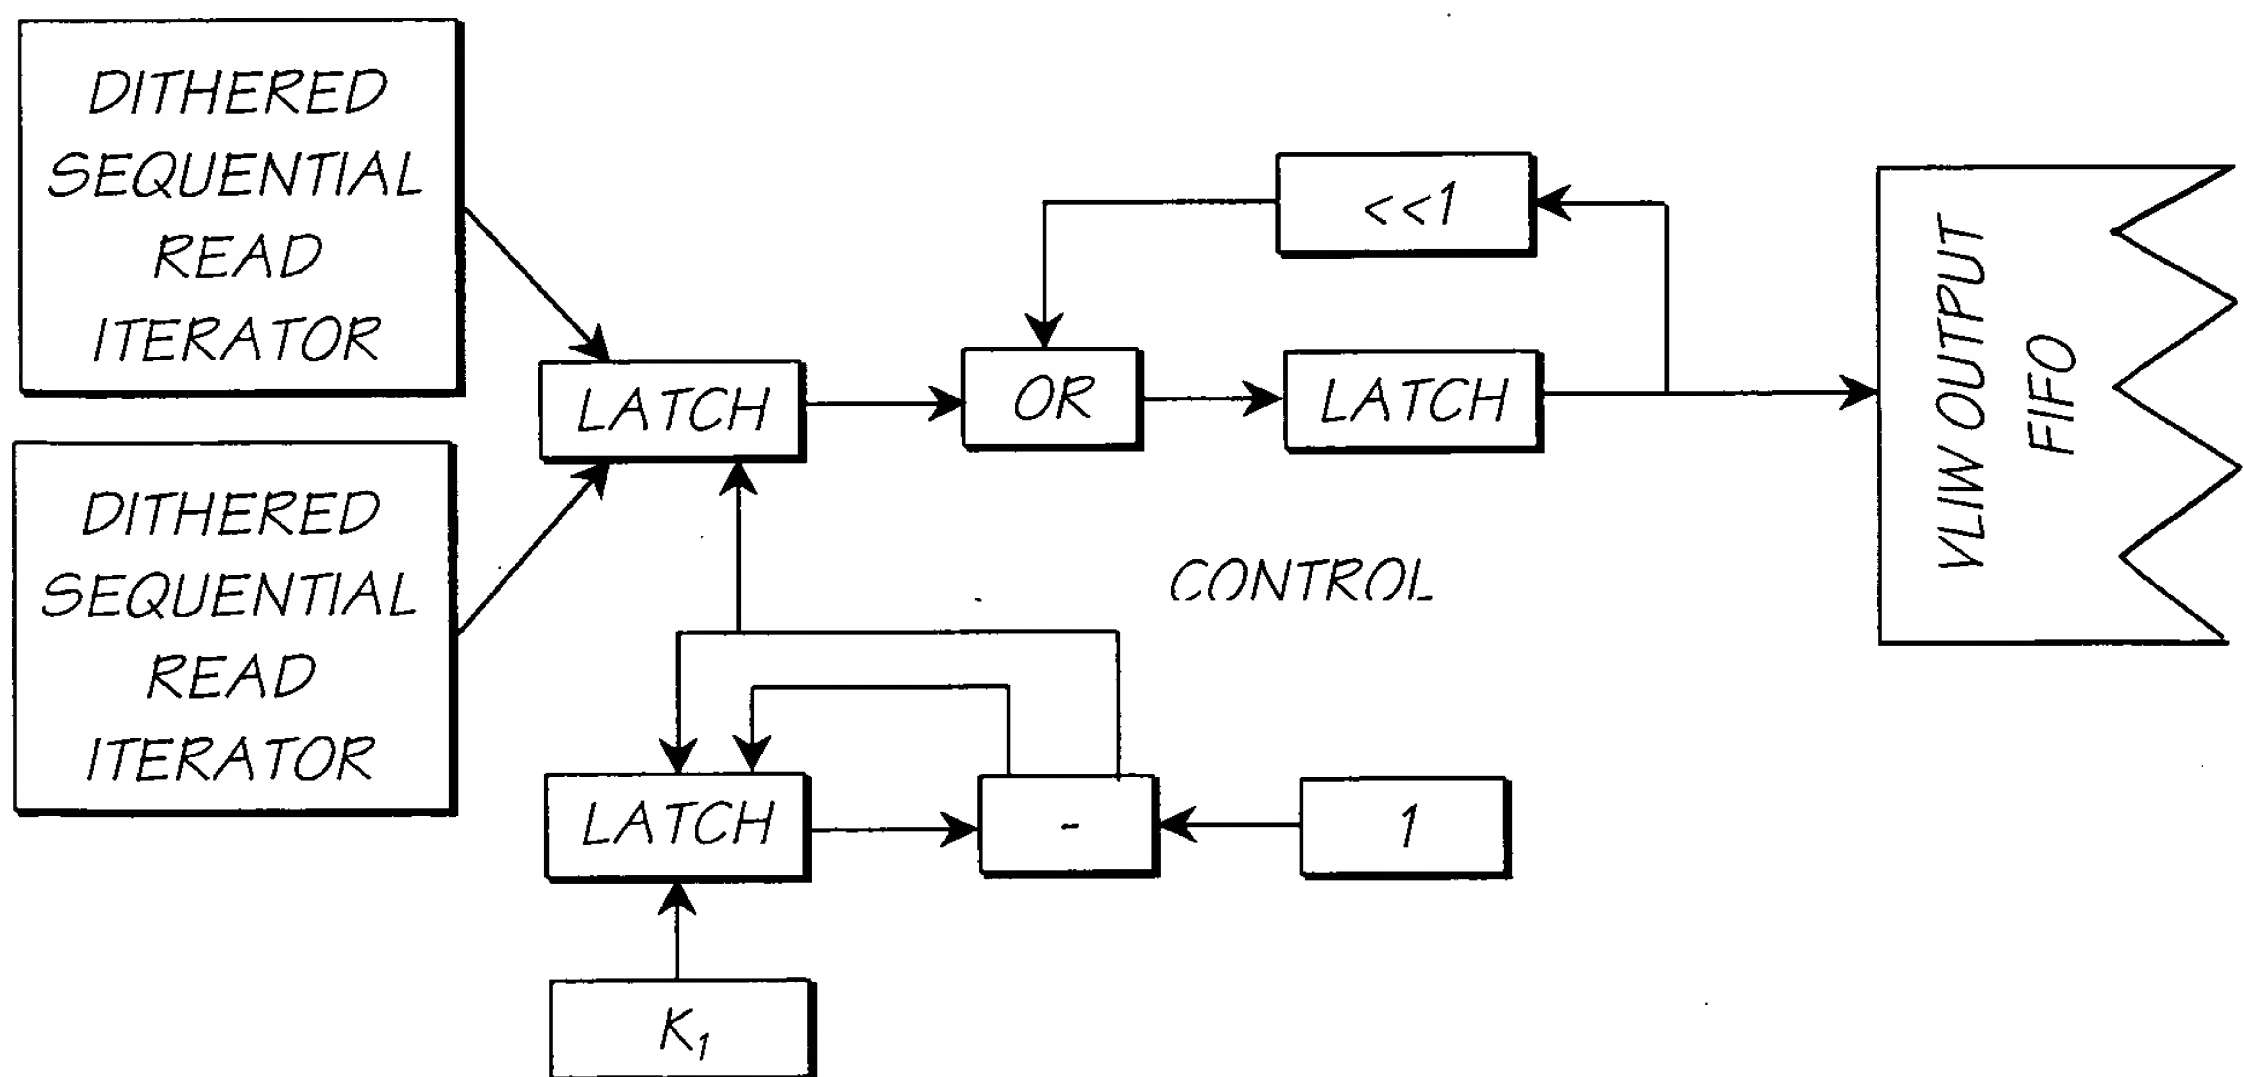 DITHERED
SEQUENTIAL
READ
ITERATOR
<<1
LATCH
OR
LATCH
VLIW OUTPUT
FIFO
DITHERED
SEQUENTIAL
READ
ITERATOR
CONTROL
LATCH
-
1
K₁